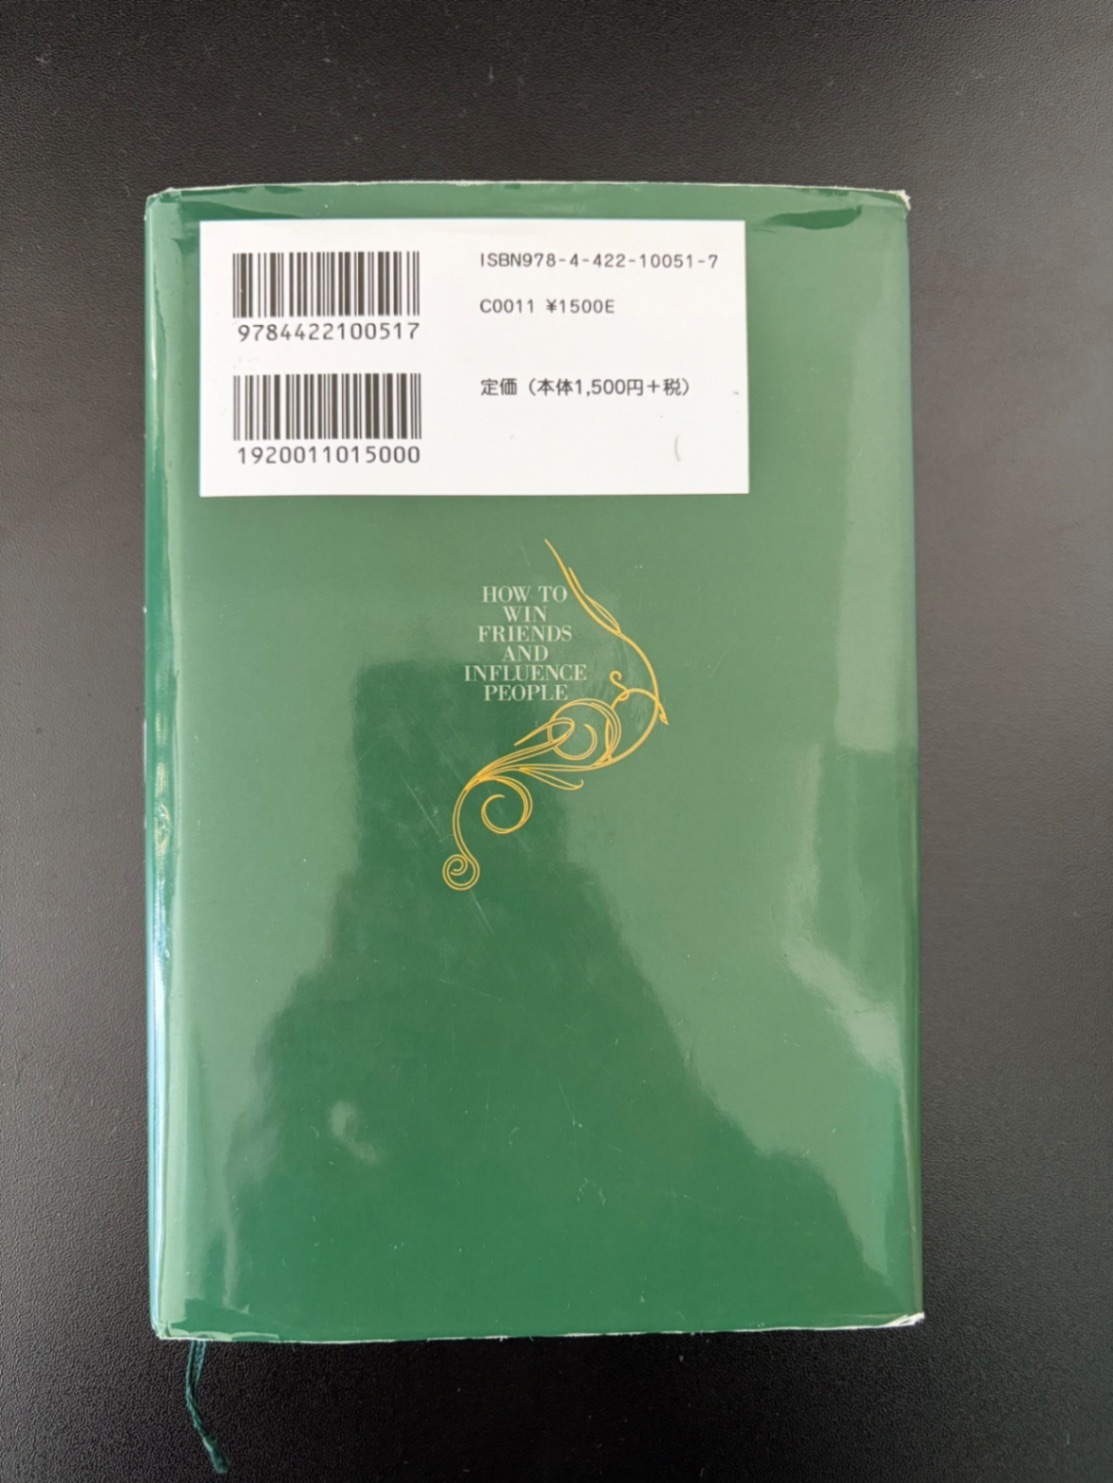 ISBN978-4-422-10051-7
C0011 ¥1500E
9784422100517
定価（本体1,500円＋税）
1920011015000
HOW TO
WIN
FRIENDS
AND
INFLUENCE
PEOPLE